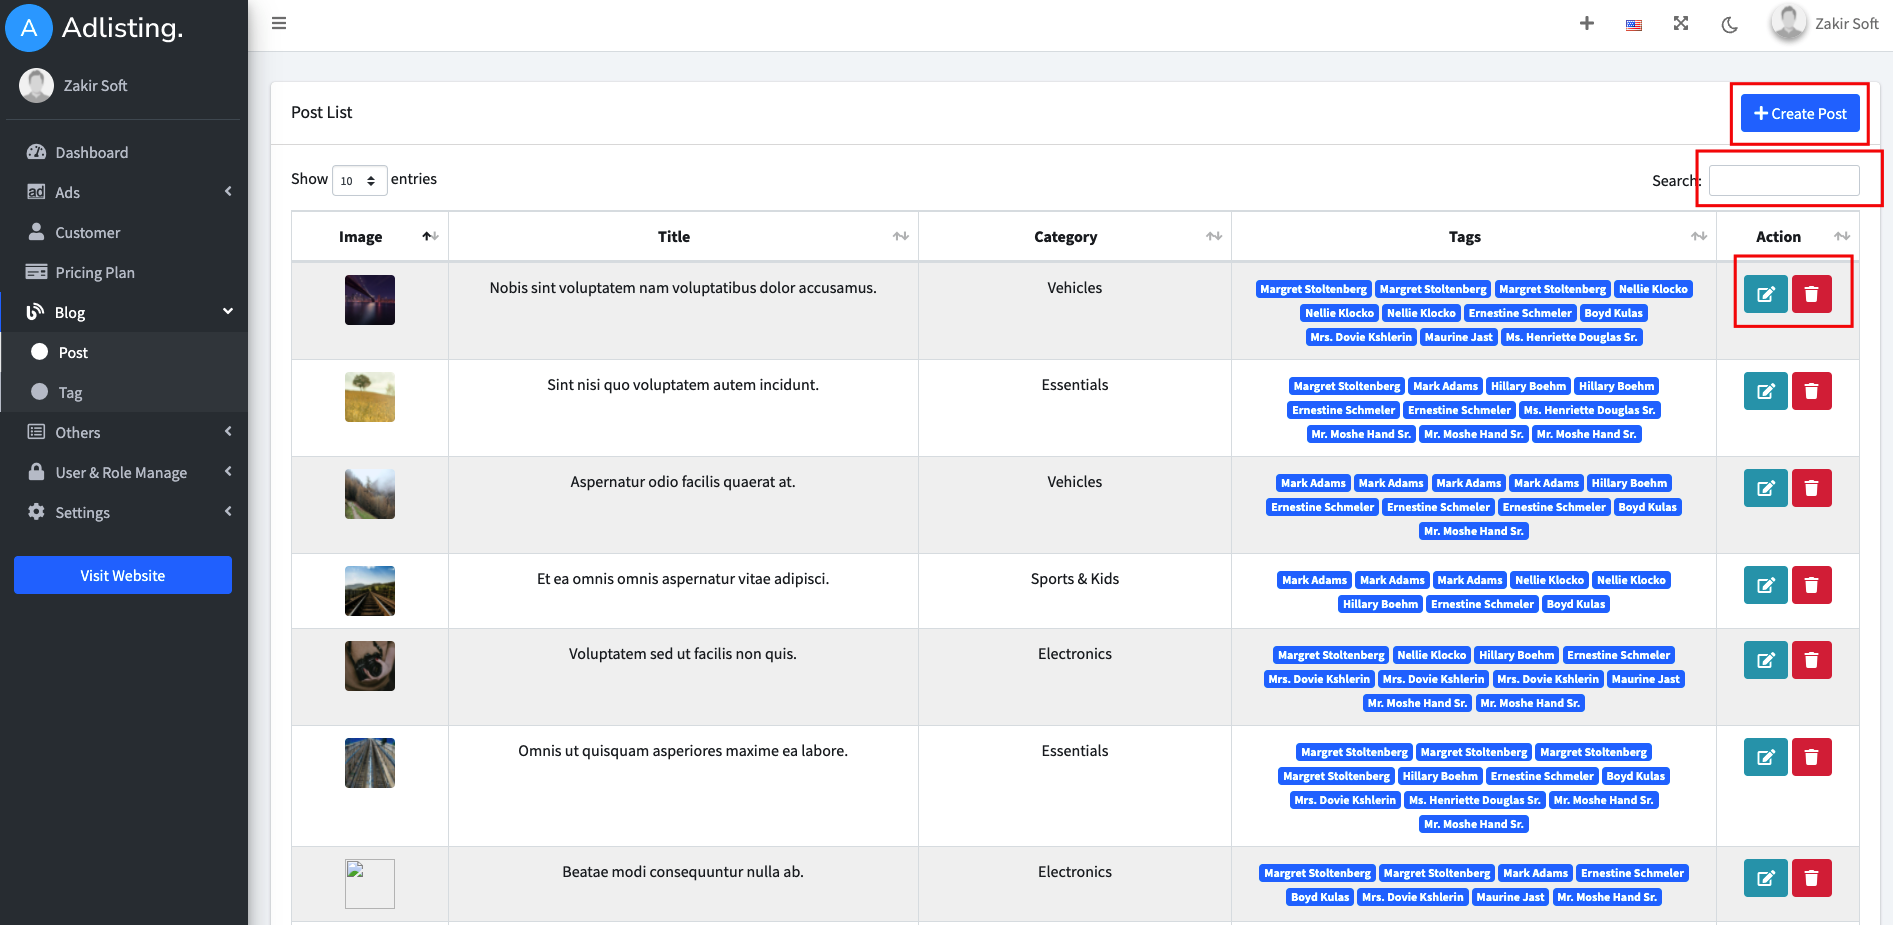 A Adlisting.
Zakir Soft
Zakir Soft
Dashboard
ad Ads
Customer
Pricing Plan
Blog
Post
Tag
Others
User & Role Manage
Settings
Visit Website
Post List
Create Post
Show 10 entries
Search:
Image Title Category Tags Action
Nobis sint voluptatem nam voluptatibus dolor accusamus. Vehicles
Margret Stoltenberg Margret Stoltenberg Margret Stoltenberg Nellie Klocko
Nellie Klocko Nellie Klocko Ernestine Schmeler Boyd Kulas
Mrs. Dovie Kshlerin Maurine Jast Ms. Henriette Douglas Sr.
Sint nisi quo voluptatem autem incidunt. Essentials
Margret Stoltenberg Mark Adams Hillary Boehm Hillary Boehm
Ernestine Schmeler Ernestine Schmeler Ms. Henriette Douglas Sr.
Mr. Moshe Hand Sr. Mr. Moshe Hand Sr. Mr. Moshe Hand Sr.
Aspernatur odio facilis quaerat at. Vehicles
Mark Adams Mark Adams Mark Adams Mark Adams Hillary Boehm
Ernestine Schmeler Ernestine Schmeler Ernestine Schmeler Boyd Kulas
Mr. Moshe Hand Sr.
Et ea omnis omnis aspernatur vitae adipisci. Sports & Kids
Mark Adams Mark Adams Mark Adams Nellie Klocko Nellie Klocko
Hillary Boehm Ernestine Schmeler Boyd Kulas
Voluptatem sed ut facilis non quis. Electronics
Margret Stoltenberg Nellie Klocko Hillary Boehm Ernestine Schmeler
Mrs. Dovie Kshlerin Mrs. Dovie Kshlerin Mrs. Dovie Kshlerin Maurine Jast
Mr. Moshe Hand Sr. Mr. Moshe Hand Sr.
Omnis ut quisquam asperiores maxime ea labore. Essentials
Margret Stoltenberg Margret Stoltenberg Margret Stoltenberg
Margret Stoltenberg Hillary Boehm Ernestine Schmeler Boyd Kulas
Mrs. Dovie Kshlerin Ms. Henriette Douglas Sr. Mr. Moshe Hand Sr.
Mr. Moshe Hand Sr.
Beatae modi consequuntur nulla ab. Electronics
Margret Stoltenberg Margret Stoltenberg Mark Adams Ernestine Schmeler
Boyd Kulas Mrs. Dovie Kshlerin Maurine Jast Mr. Moshe Hand Sr.